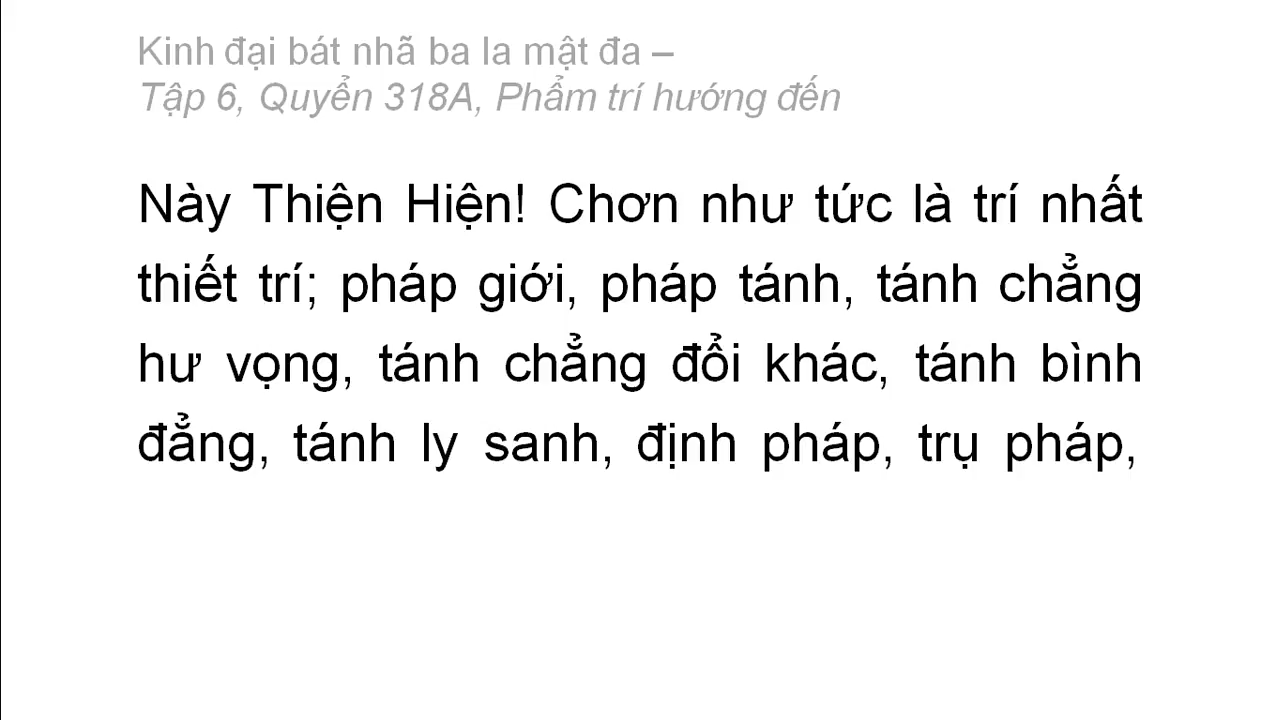 Kinh đại bát nhã ba la mật đa –
Tập 6, Quyển 318A, Phẩm trí hướng đến
Này Thiện Hiện! Chơn như tức là trí nhất
thiết trí; pháp giới, pháp tánh, tánh chẳng
hư vọng, tánh chẳng đổi khác, tánh bình
đẳng, tánh ly sanh, định pháp, trụ pháp,